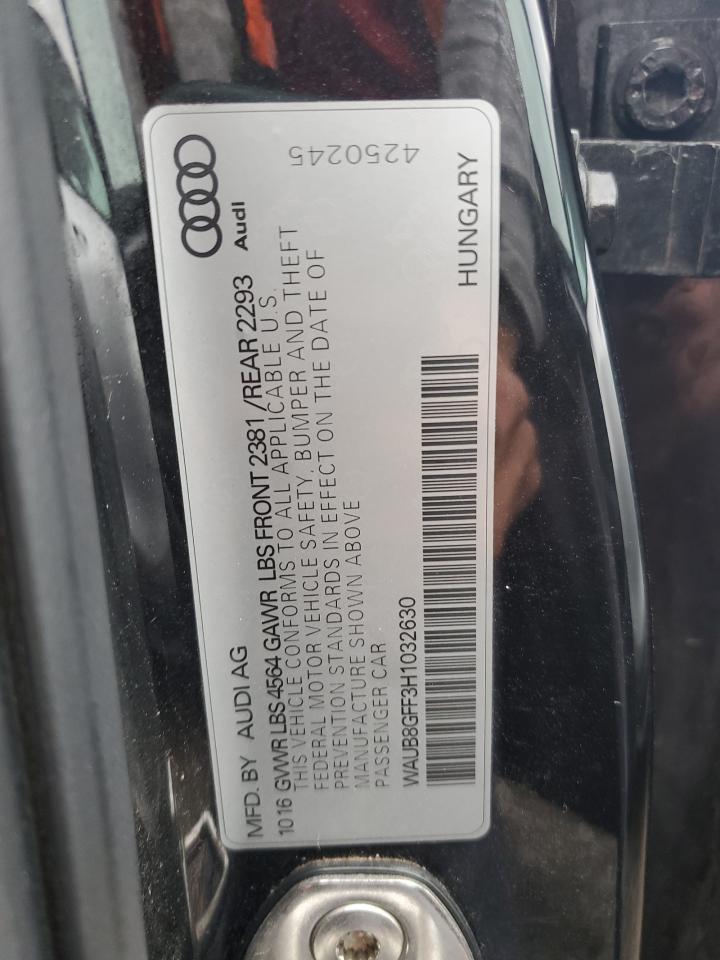 MFD. BY AUDI AG
Audi
1016 GVWR LBS 4564 GAWR LBS FRONT 2381 /REAR 2293
THIS VEHICLE CONFORMS TO ALL APPLICABLE U.S.
FEDERAL MOTOR VEHICLE SAFETY, BUMPER AND THEFT
PREVENTION STANDARDS IN EFFECT ON THE DATE OF
MANUFACTURE SHOWN ABOVE
PASSENGER CAR
4250245
WAUB8GFF3H1032630
HUNGARY